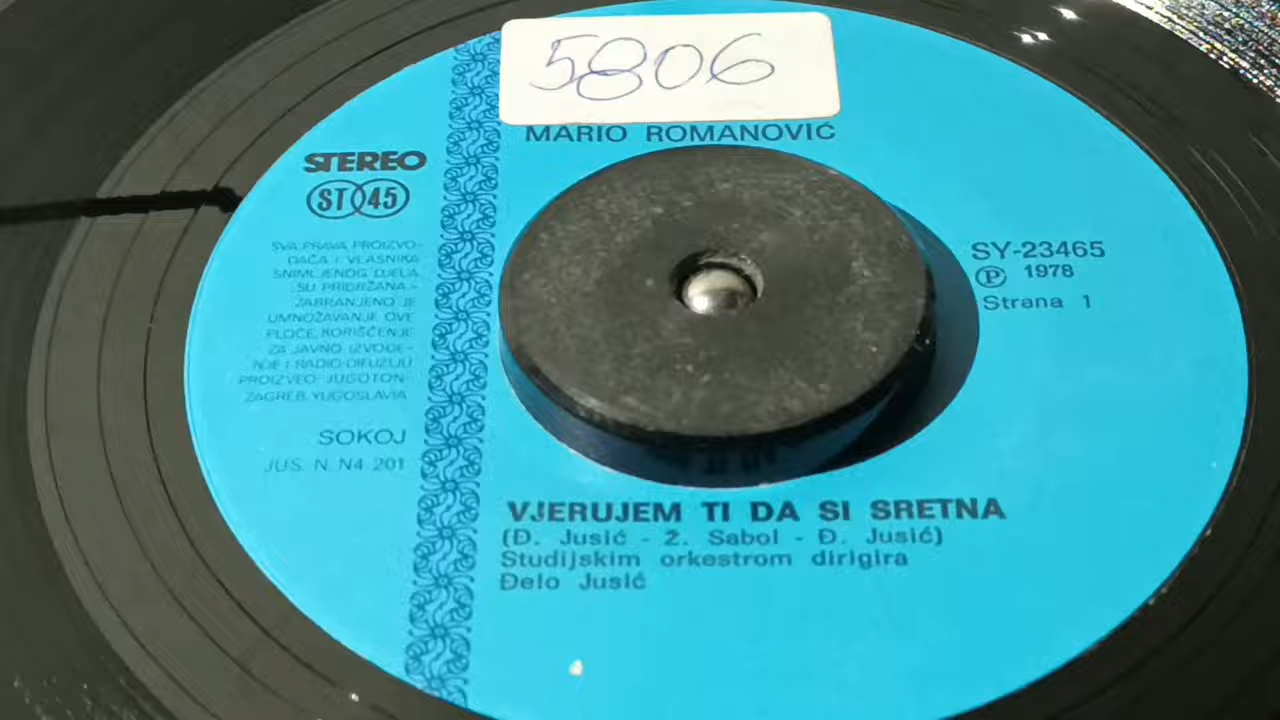 5806
MARIO ROMANOVIĆ
STEREO
ST 45
SVA PRAVA PROIZVO-
ĐAČA I VLASNIKA
SNIMLJENOG DJELA
SU PRIDRŽANA.-
ZABRANJENO JE
UMNOŽAVANJE OVE
PLOČE, KORIŠĆENJE
ZA JAVNO IZVOĐE-
NJE I RADIO-DIFUZIJU
PROIZVEO: JUGOTON-
ZAGREB, YUGOSLAVIA
SOKOJ
JUS. N. N4 201
SY-23465
Ⓟ 1978
Strana 1
VJERUJEM TI DA SI SRETNA
(Đ. Jusić - Ž. Sabol - Đ. Jusić)
Studijskim orkestrom dirigira
Đelo Jusić